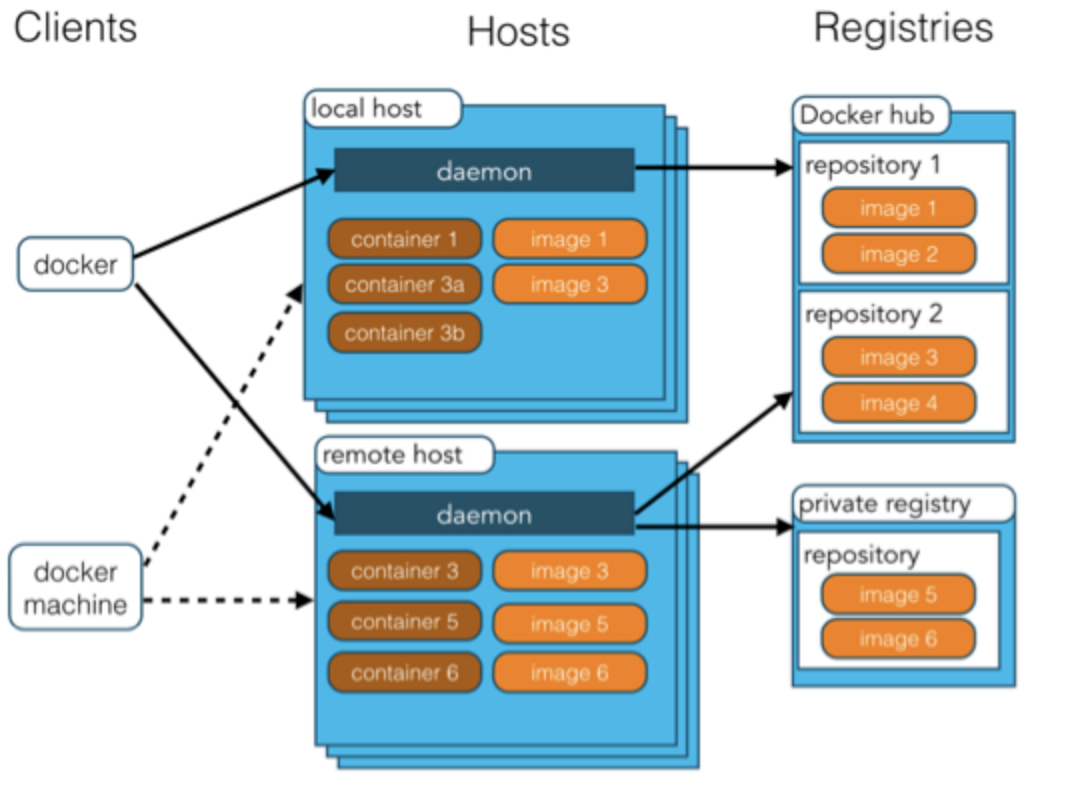 Clients
Hosts
Registries
docker
docker
machine
local host
daemon
container 1
image 1
container 3a
image 3
container 3b
remote host
daemon
container 3
image 3
container 5
image 5
container 6
image 6
Docker hub
repository 1
image 1
image 2
repository 2
image 3
image 4
private registry
repository
image 5
image 6